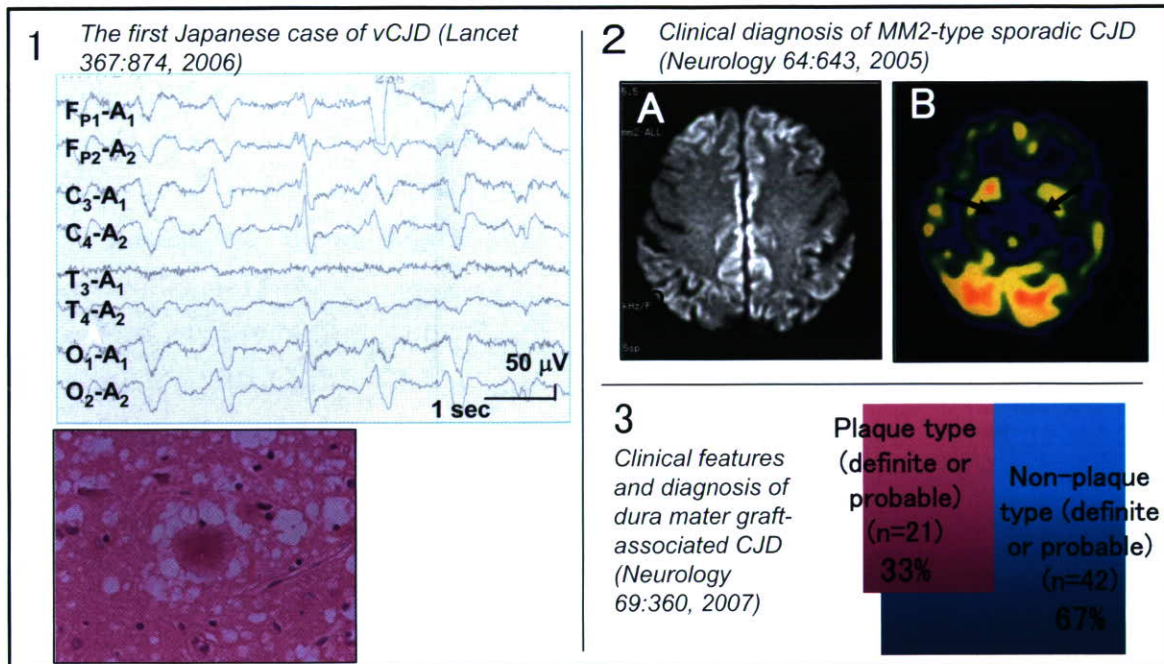 1
The first Japanese case of vCJD (Lancet
367:874, 2006)
FP1-A1
FP2-A2
C3-A1
C4-A2
T3-A1
T4-A2
O1-A1
O2-A2
50 μV
1 sec
2
Clinical diagnosis of MM2-type sporadic CJD
(Neurology 64:643, 2005)
A
B
3
Clinical features
and diagnosis of
dura mater graft-
associated CJD
(Neurology
69:360, 2007)
Plaque type
(definite or
probable)
(n=21)
33%
Non-plaque
type (definite
or probable)
(n=42)
67%